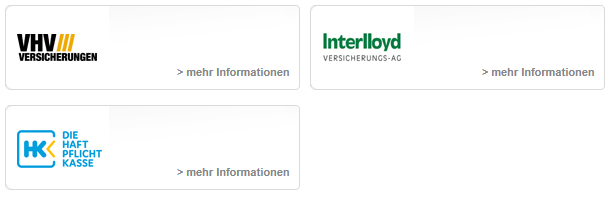 VHV
VERSICHERUNGEN
> mehr Informationen
Interlloyd
VERSICHERUNGS-AG
> mehr Informationen
HK
DIE
HAFT
PFLICHT
KASSE
> mehr Informationen